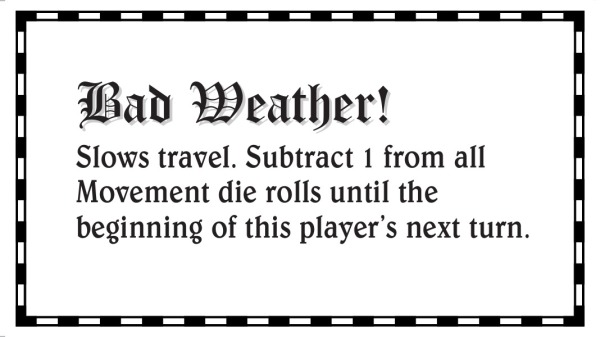 Bad Weather!
Slows travel. Subtract 1 from all
Movement die rolls until the
beginning of this player's next turn.